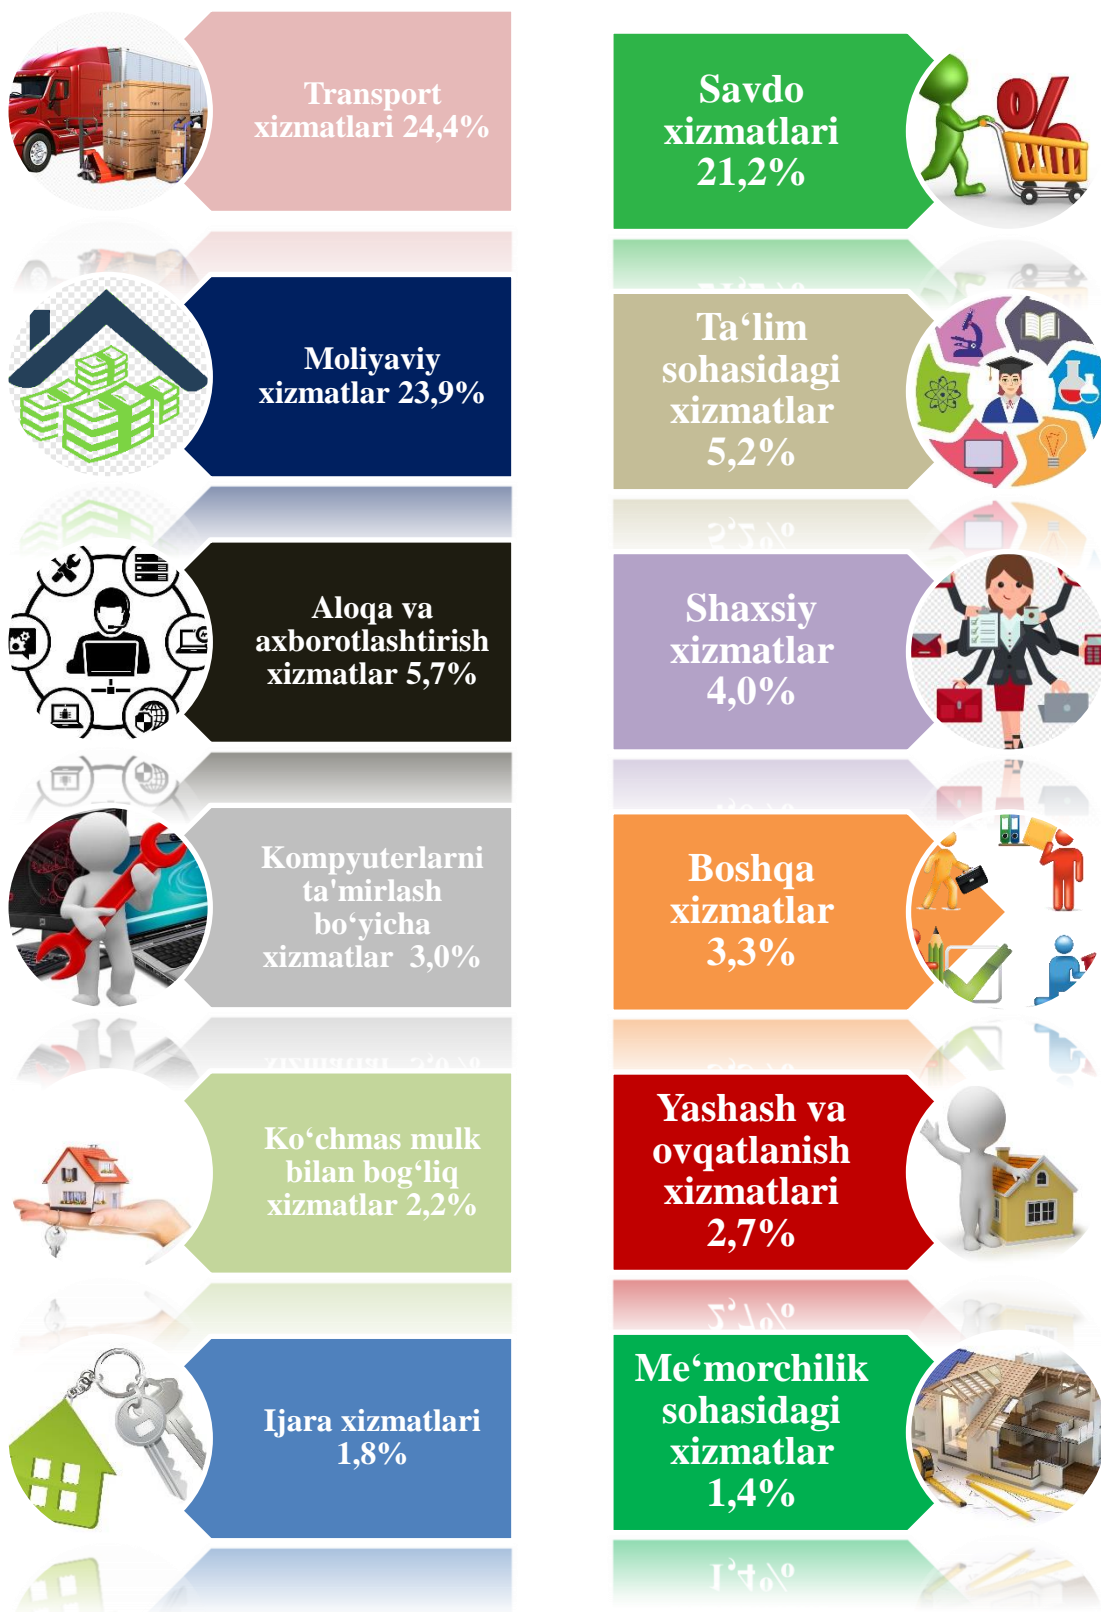 Transport
xizmatlari 24,4%
Savdo
xizmatlari
21,2%
Moliyaviy
xizmatlar 23,9%
Ta‘lim
sohasidagi
xizmatlar
5,2%
Aloqa va
axborotlashtirish
xizmatlar 5,7%
Shaxsiy
xizmatlar
4,0%
Kompyuterlarni
ta'mirlash
bo‘yicha
xizmatlar 3,0%
Boshqa
xizmatlar
3,3%
Ko‘chmas mulk
bilan bog‘liq
xizmatlar 2,2%
Yashash va
ovqatlanish
xizmatlari
2,7%
Ijara xizmatlari
1,8%
Me‘morchilik
sohasidagi
xizmatlar
1,4%